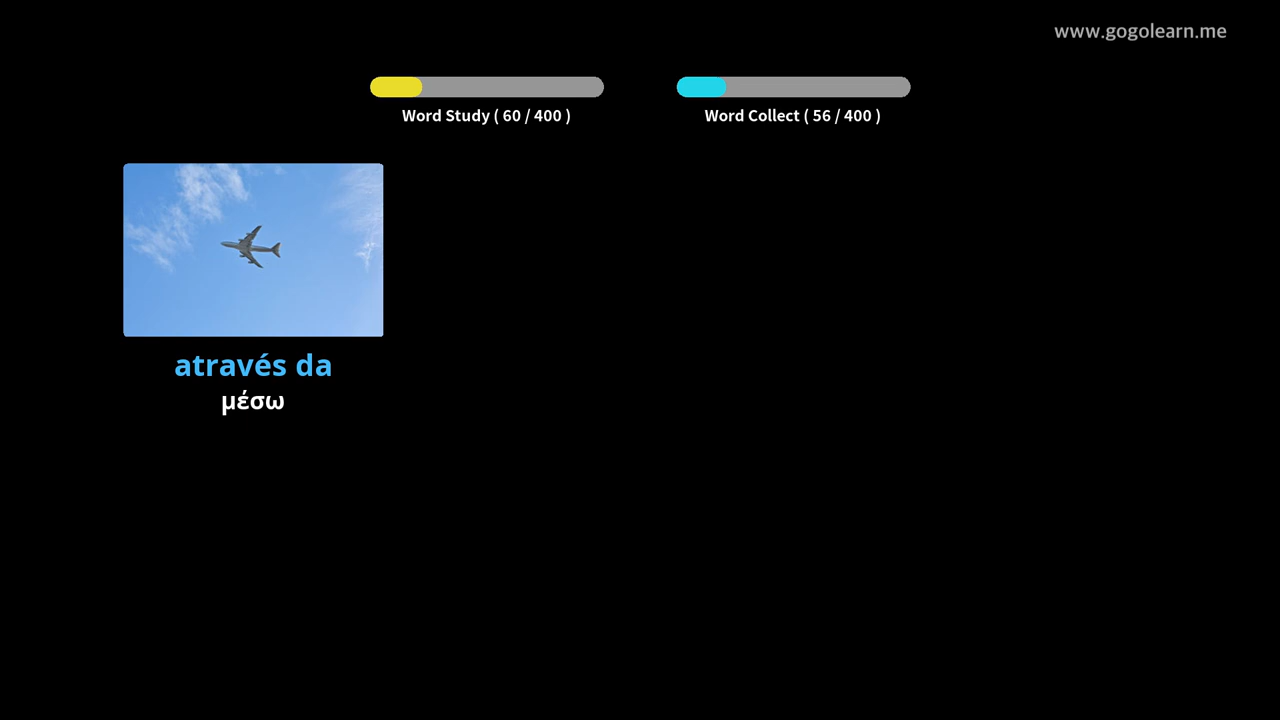 www.gogolearn.me
Word Study ( 60 / 400 )
Word Collect ( 56 / 400 )
através da
μέσω